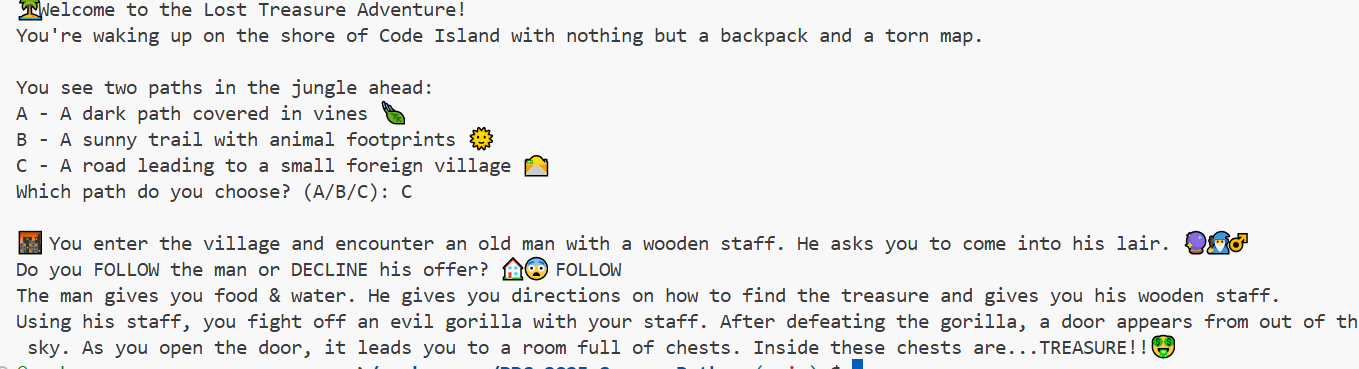 🏝️Welcome to the Lost Treasure Adventure!
You're waking up on the shore of Code Island with nothing but a backpack and a torn map.
You see two paths in the jungle ahead:
A - A dark path covered in vines 🍃
B - A sunny trail with animal footprints 🌞
C - A road leading to a small foreign village
Which path do you choose? (A/B/C): C
You enter the village and encounter an old man with a wooden staff. He asks you to come into his lair. 🔮🧙♂
Do you FOLLOW the man or DECLINE his offer? 🏠😨 FOLLOW
The man gives you food & water. He gives you directions on how to find the treasure and gives you his wooden staff.
Using his staff, you fight off an evil gorilla with your staff. After defeating the gorilla, a door appears from out of th
sky. As you open the door, it leads you to a room full of chests. Inside these chests are...TREASURE!!🤑